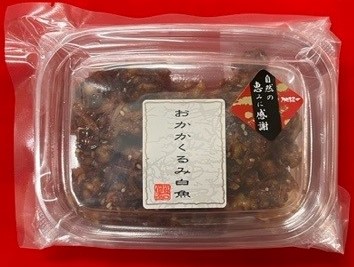 自然の
恵みに感謝
おかかくるみ白魚